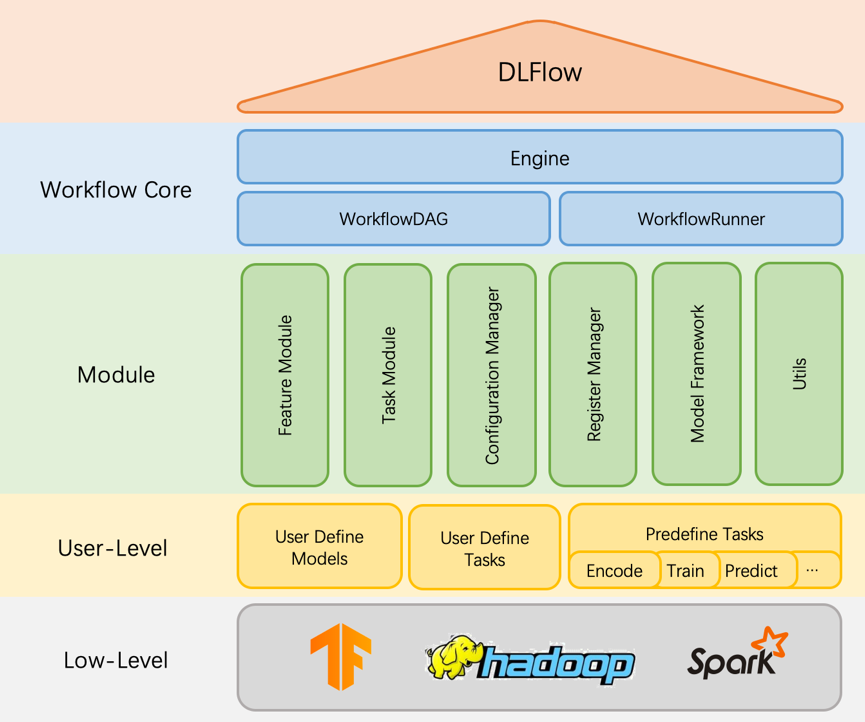 DLFlow
Workflow Core
Engine
WorkflowDAG
WorkflowRunner
Module
Feature Module
Task Module
Configuration Manager
Register Manager
Model Framework
Utils
User-Level
User Define
Models
User Define
Tasks
Predefine Tasks
Encode
Train
Predict
...
Low-Level
TF
hadoop
Spark